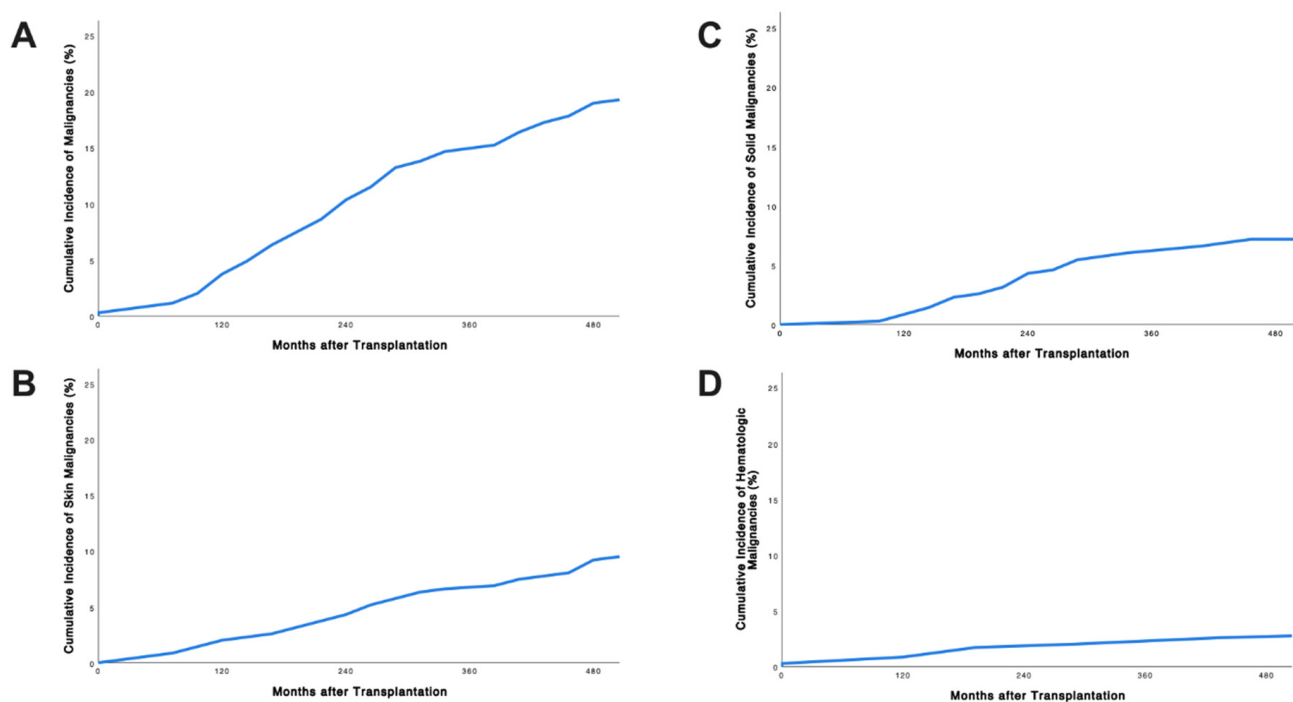 A
Cumulative Incidence of Malignancies (%)
25
20
15
10
5
0
0 120 240 360 480
Months after Transplantation
B
Cumulative Incidence of Skin Malignancies (%)
25
20
15
10
5
0
0 120 240 360 480
Months after Transplantation
C
Cumulative Incidence of Solid Malignancies (%)
25
20
15
10
5
0
0 120 240 360 480
Months after Transplantation
D
Cumulative Incidence of Hematologic
Malignancies (%)
25
20
15
10
5
0
0 120 240 360 480
Months after Transplantation